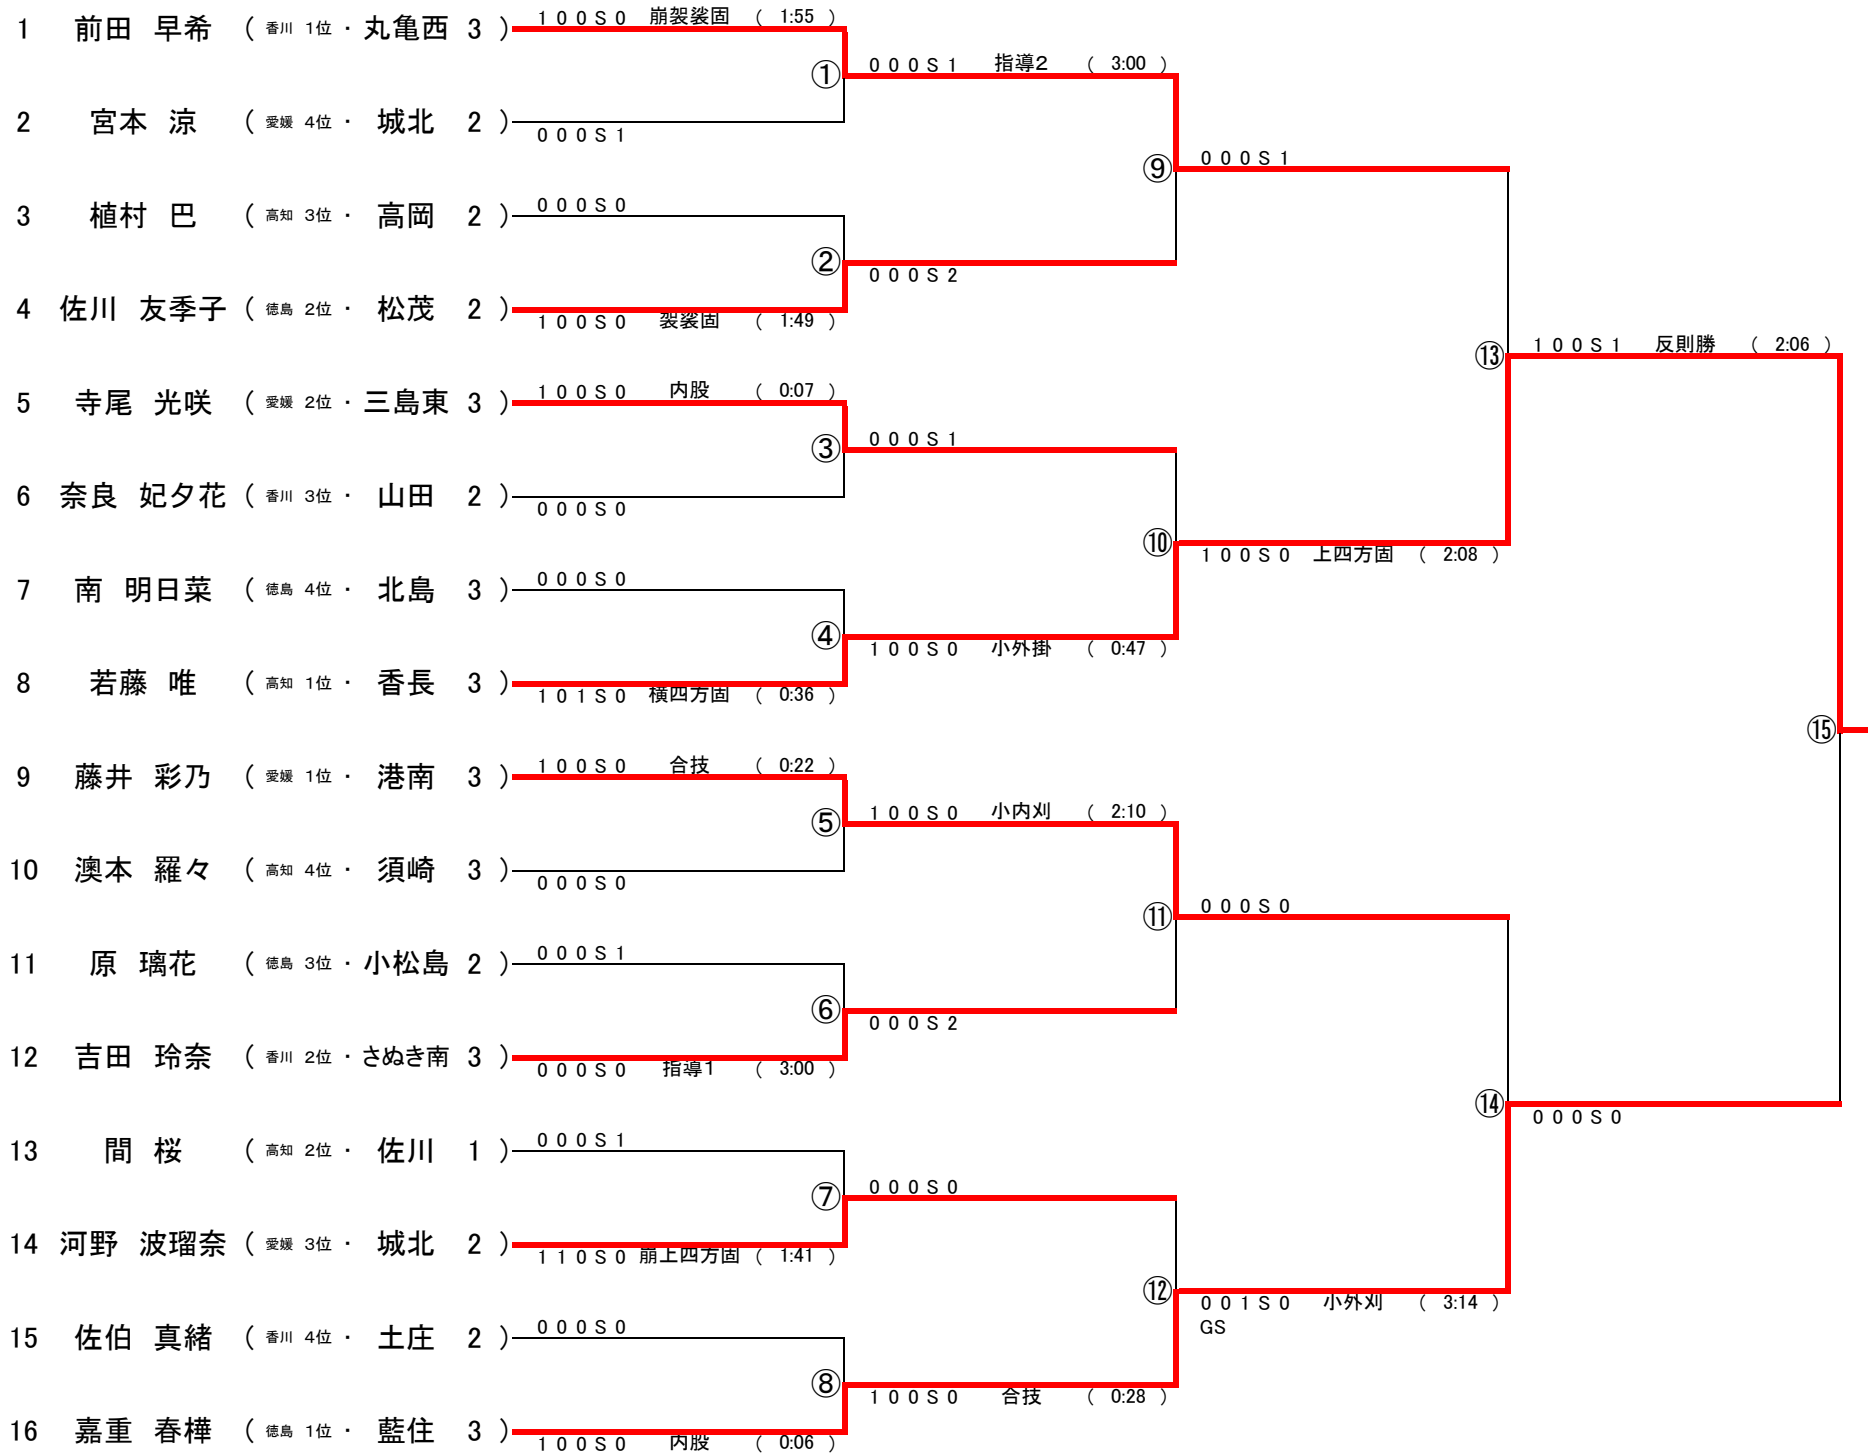 1 前田 早希 ( 香川 1位 ・ 丸亀西 3 ) 1 0 0 S 0 崩袈裟固 ( 1:55 )
① 0 0 0 S 1 指導2 ( 3:00 )
2 宮本 涼 ( 愛媛 4位 ・ 城北 2 ) 0 0 0 S 1
⑨ 0 0 0 S 1
3 植村 巴 ( 高知 3位 ・ 高岡 2 ) 0 0 0 S 0
② 0 0 0 S 2
4 佐川 友季子 ( 徳島 2位 ・ 松茂 2 ) 1 0 0 S 0 袈裟固 ( 1:49 )
⑬ 1 0 0 S 1 反則勝 ( 2:06 )
5 寺尾 光咲 ( 愛媛 2位 ・ 三島東 3 ) 1 0 0 S 0 内股 ( 0:07 )
③ 0 0 0 S 1
6 奈良 妃夕花 ( 香川 3位 ・ 山田 2 ) 0 0 0 S 0
⑩ 1 0 0 S 0 上四方固 ( 2:08 )
7 南 明日菜 ( 徳島 4位 ・ 北島 3 ) 0 0 0 S 0
④ 1 0 0 S 0 小外掛 ( 0:47 )
8 若藤 唯 ( 高知 1位 ・ 香長 3 ) 1 0 1 S 0 横四方固 ( 0:36 )
⑮
9 藤井 彩乃 ( 愛媛 1位 ・ 港南 3 ) 1 0 0 S 0 合技 ( 0:22 )
⑤ 1 0 0 S 0 小内刈 ( 2:10 )
10 澳本 羅々 ( 高知 4位 ・ 須崎 3 ) 0 0 0 S 0
⑪ 0 0 0 S 0
11 原 璃花 ( 徳島 3位 ・ 小松島 2 ) 0 0 0 S 1
⑥ 0 0 0 S 2
12 吉田 玲奈 ( 香川 2位 ・ さぬき南 3 ) 0 0 0 S 0 指導1 ( 3:00 )
⑭ 0 0 0 S 0
13 間 桜 ( 高知 2位 ・ 佐川 1 ) 0 0 0 S 1
⑦ 0 0 0 S 0
14 河野 波瑠奈 ( 愛媛 3位 ・ 城北 2 ) 1 1 0 S 0 崩上四方固 ( 1:41 )
⑫ 0 0 1 S 0 小外刈 ( 3:14 )
GS
15 佐伯 真緒 ( 香川 4位 ・ 土庄 2 ) 0 0 0 S 0
⑧ 1 0 0 S 0 合技 ( 0:28 )
16 嘉重 春樺 ( 徳島 1位 ・ 藍住 3 ) 1 0 0 S 0 内股 ( 0:06 )